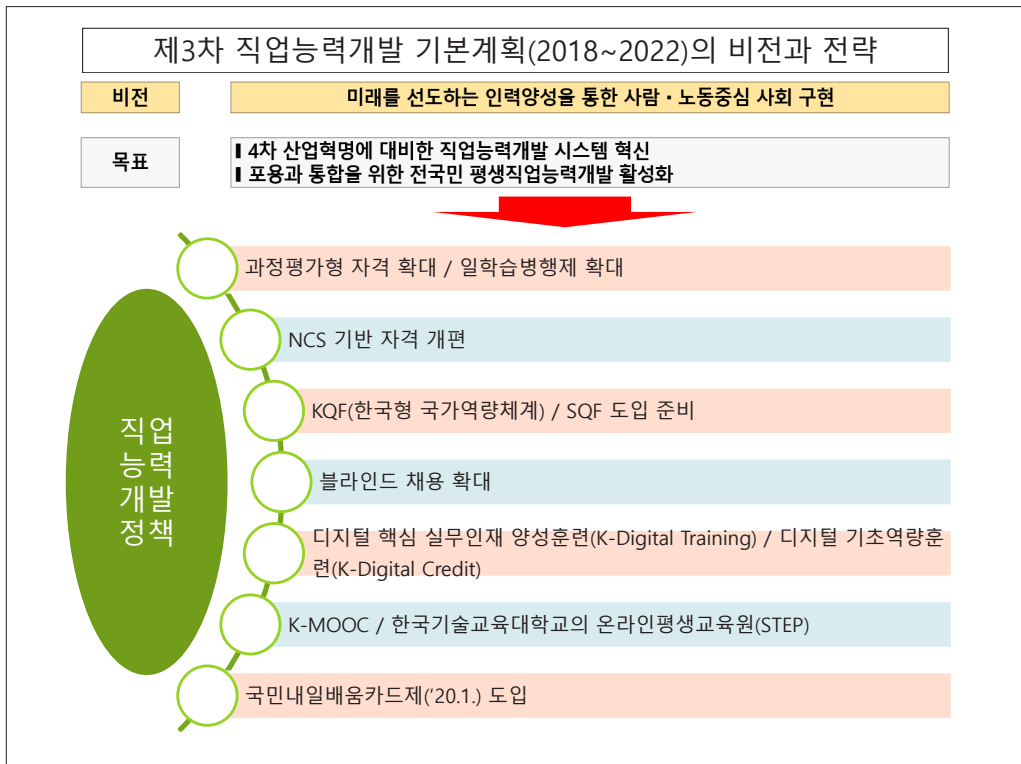 제3차 직업능력개발 기본계획(2018~2022)의 비전과 전략
비전
미래를 선도하는 인력양성을 통한 사람·노동중심 사회 구현
목표
▌4차 산업혁명에 대비한 직업능력개발 시스템 혁신
▌포용과 통합을 위한 전국민 평생직업능력개발 활성화
직업
능력
개발
정책
과정평가형 자격 확대 / 일학습병행제 확대
NCS 기반 자격 개편
KQF(한국형 국가역량체계) / SQF 도입 준비
블라인드 채용 확대
디지털 핵심 실무인재 양성훈련(K-Digital Training) / 디지털 기초역량훈
련(K-Digital Credit)
K-MOOC / 한국기술교육대학교의 온라인평생교육원(STEP)
국민내일배움카드제(‘20.1.) 도입